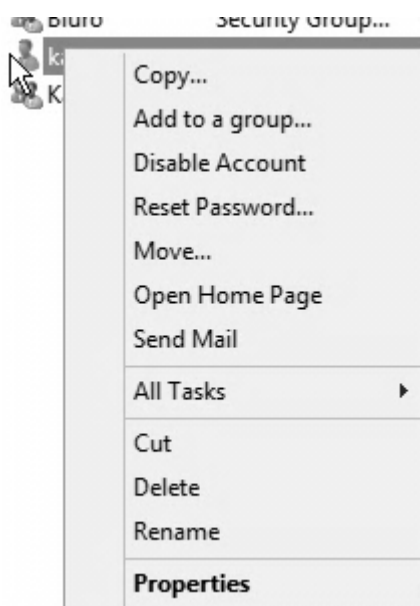 Biuro Security Group...
Copy...
Add to a group...
Disable Account
Reset Password...
Move...
Open Home Page
Send Mail
All Tasks
Cut
Delete
Rename
Properties